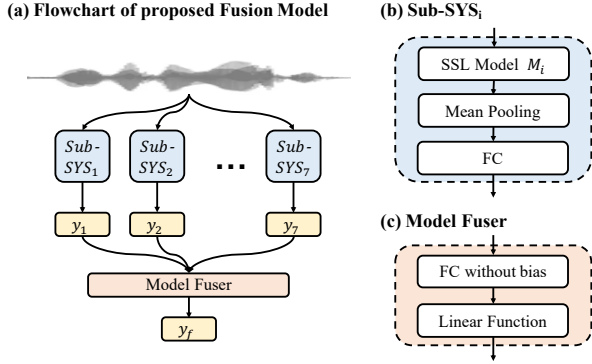 (a) Flowchart of proposed Fusion Model
Sub-
SYS₁
Sub-
SYS₂
...
Sub-
SYS₇
y₁
y₂
y₇
Model Fuser
y_f
(b) Sub-SYSᵢ
SSL Model Mᵢ
Mean Pooling
FC
(c) Model Fuser
FC without bias
Linear Function